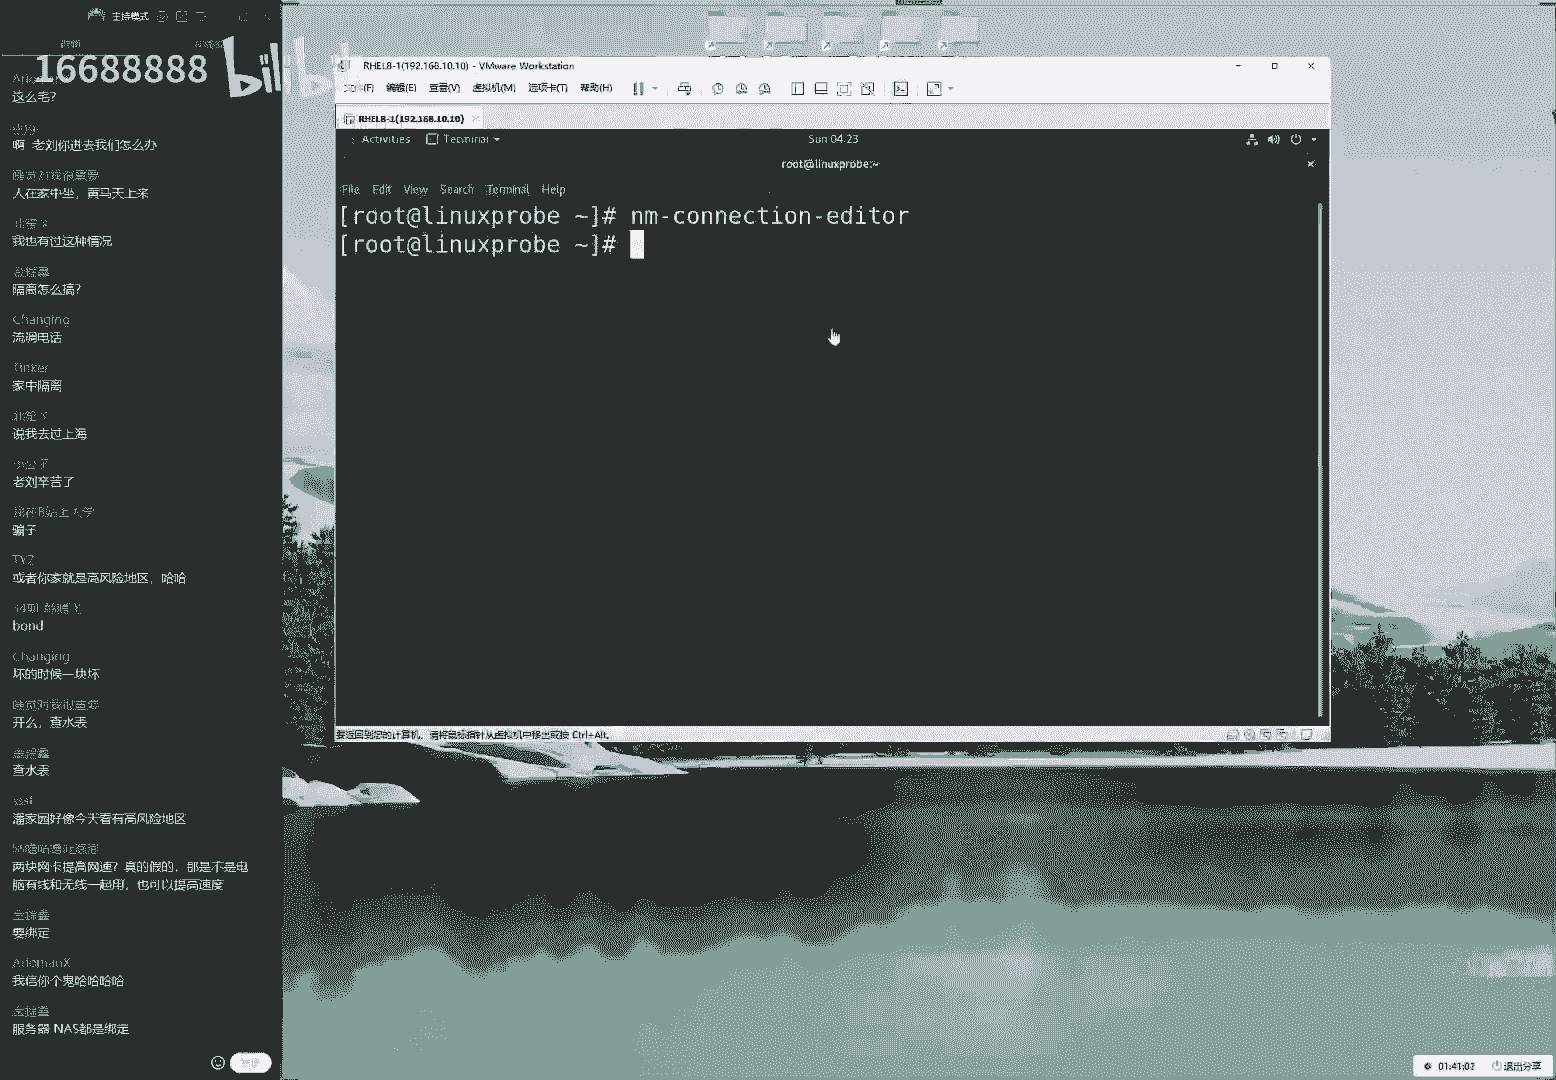 主持模式
16688888
这么宅?
啊 老刘你进去我们怎么办
人在家中坐，黄马天上来
我也有过这种情况
隔离怎么搞?
Changing
流调电话
Tinker
家中隔离
说我去过上海
老刘辛苦了
骗子
TYZ
或者你家就是高风险地区，哈哈
bond
Changing
坏的时候一块坏
开么，查水表
查水表
潘家园好像今天看有高风险地区
两块网卡提高网速? 真的假的，那是不是电
脑有线和无线一起用，也可以提高速度
要绑定
我信你个鬼哈哈哈哈
服务器 NAS都是绑定
RHEL8-1(192.168.10.10) - VMware Workstation
编辑(E) 查看(V) 虚拟机(M) 选项卡(T) 帮助(H)
RHEL8-1(192.168.10.10)
Activities Terminal Sun 04:23
root@linuxprobe:~
File Edit View Search Terminal Help
[root@linuxprobe ~]# nm-connection-editor
[root@linuxprobe ~]#
要返回到您的计算机，请将鼠标指针从虚拟机中移出或按 Ctrl+Alt。
01:41:02 退出分享